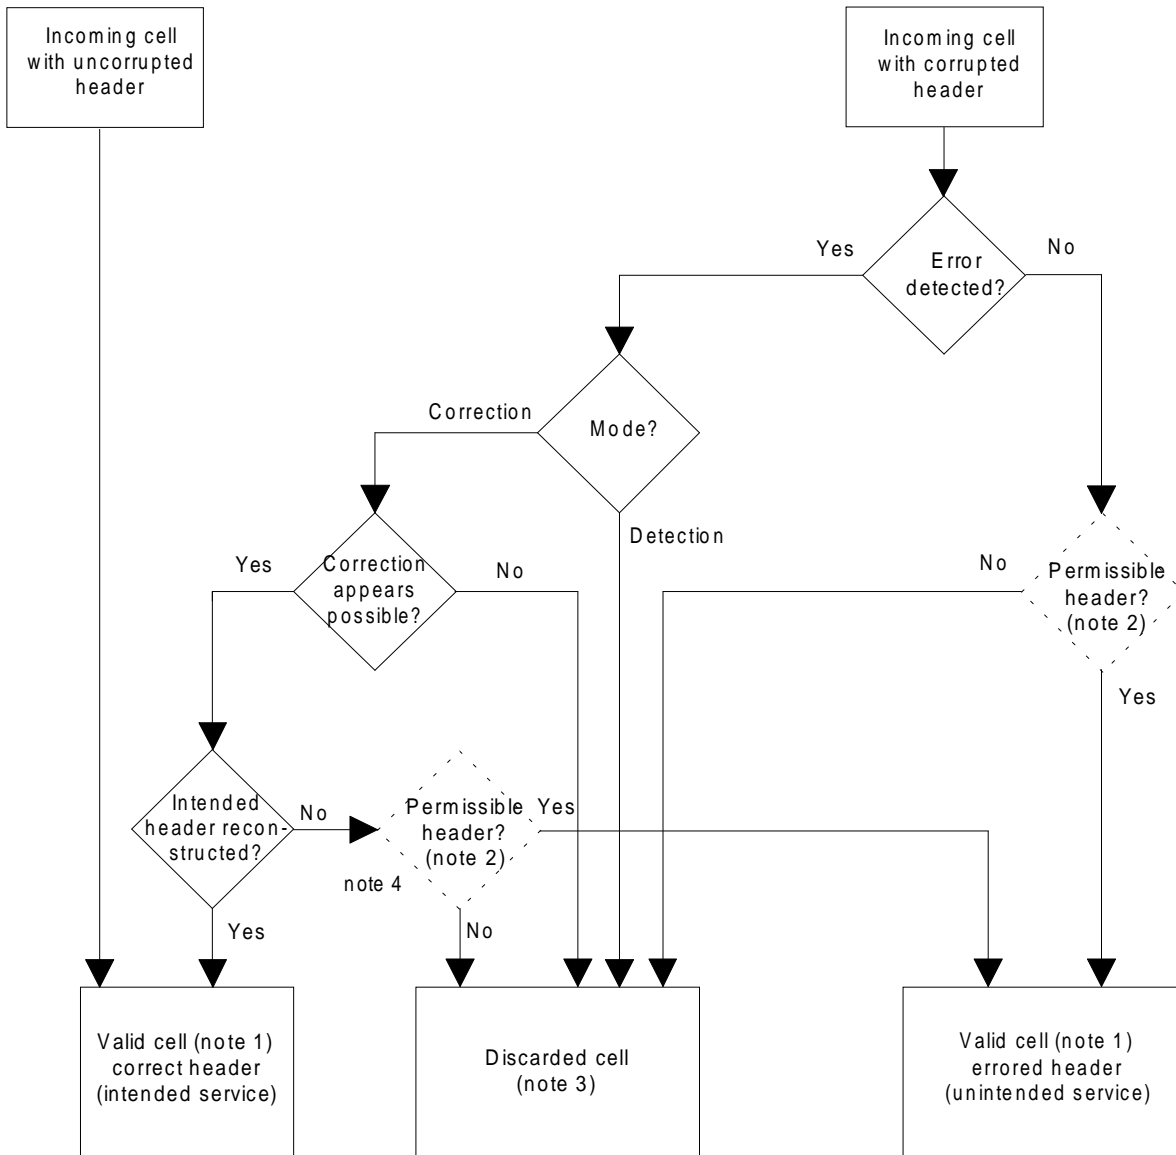 Incoming cell
with uncorrupted
header
Incoming cell
with corrupted
header
Yes
No
Error
detected?
Correction
Mode?
Detection
Yes
Correction
appears
possible?
No
No
Permissible
header?
(note 2)
Yes
Intended
header recon-
structed?
No
Permissible
header?
(note 2)
Yes
note 4
Yes
No
Valid cell (note 1)
correct header
(intended service)
Discarded cell
(note 3)
Valid cell (note 1)
errored header
(unintended service)